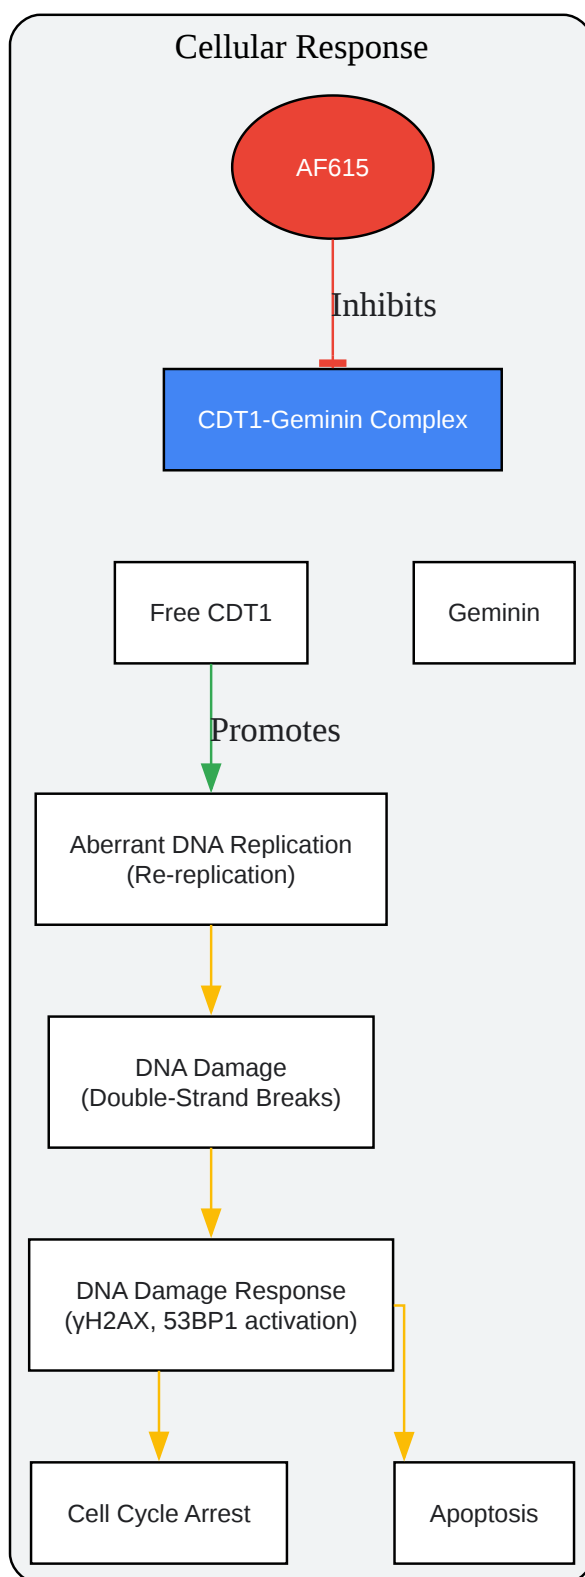 Cellular Response
AF615
Inhibits
CDT1-Geminin Complex
Free CDT1
Geminin
Promotes
Aberrant DNA Replication
(Re-replication)
DNA Damage
(Double-Strand Breaks)
DNA Damage Response
(γH2AX, 53BP1 activation)
Cell Cycle Arrest
Apoptosis